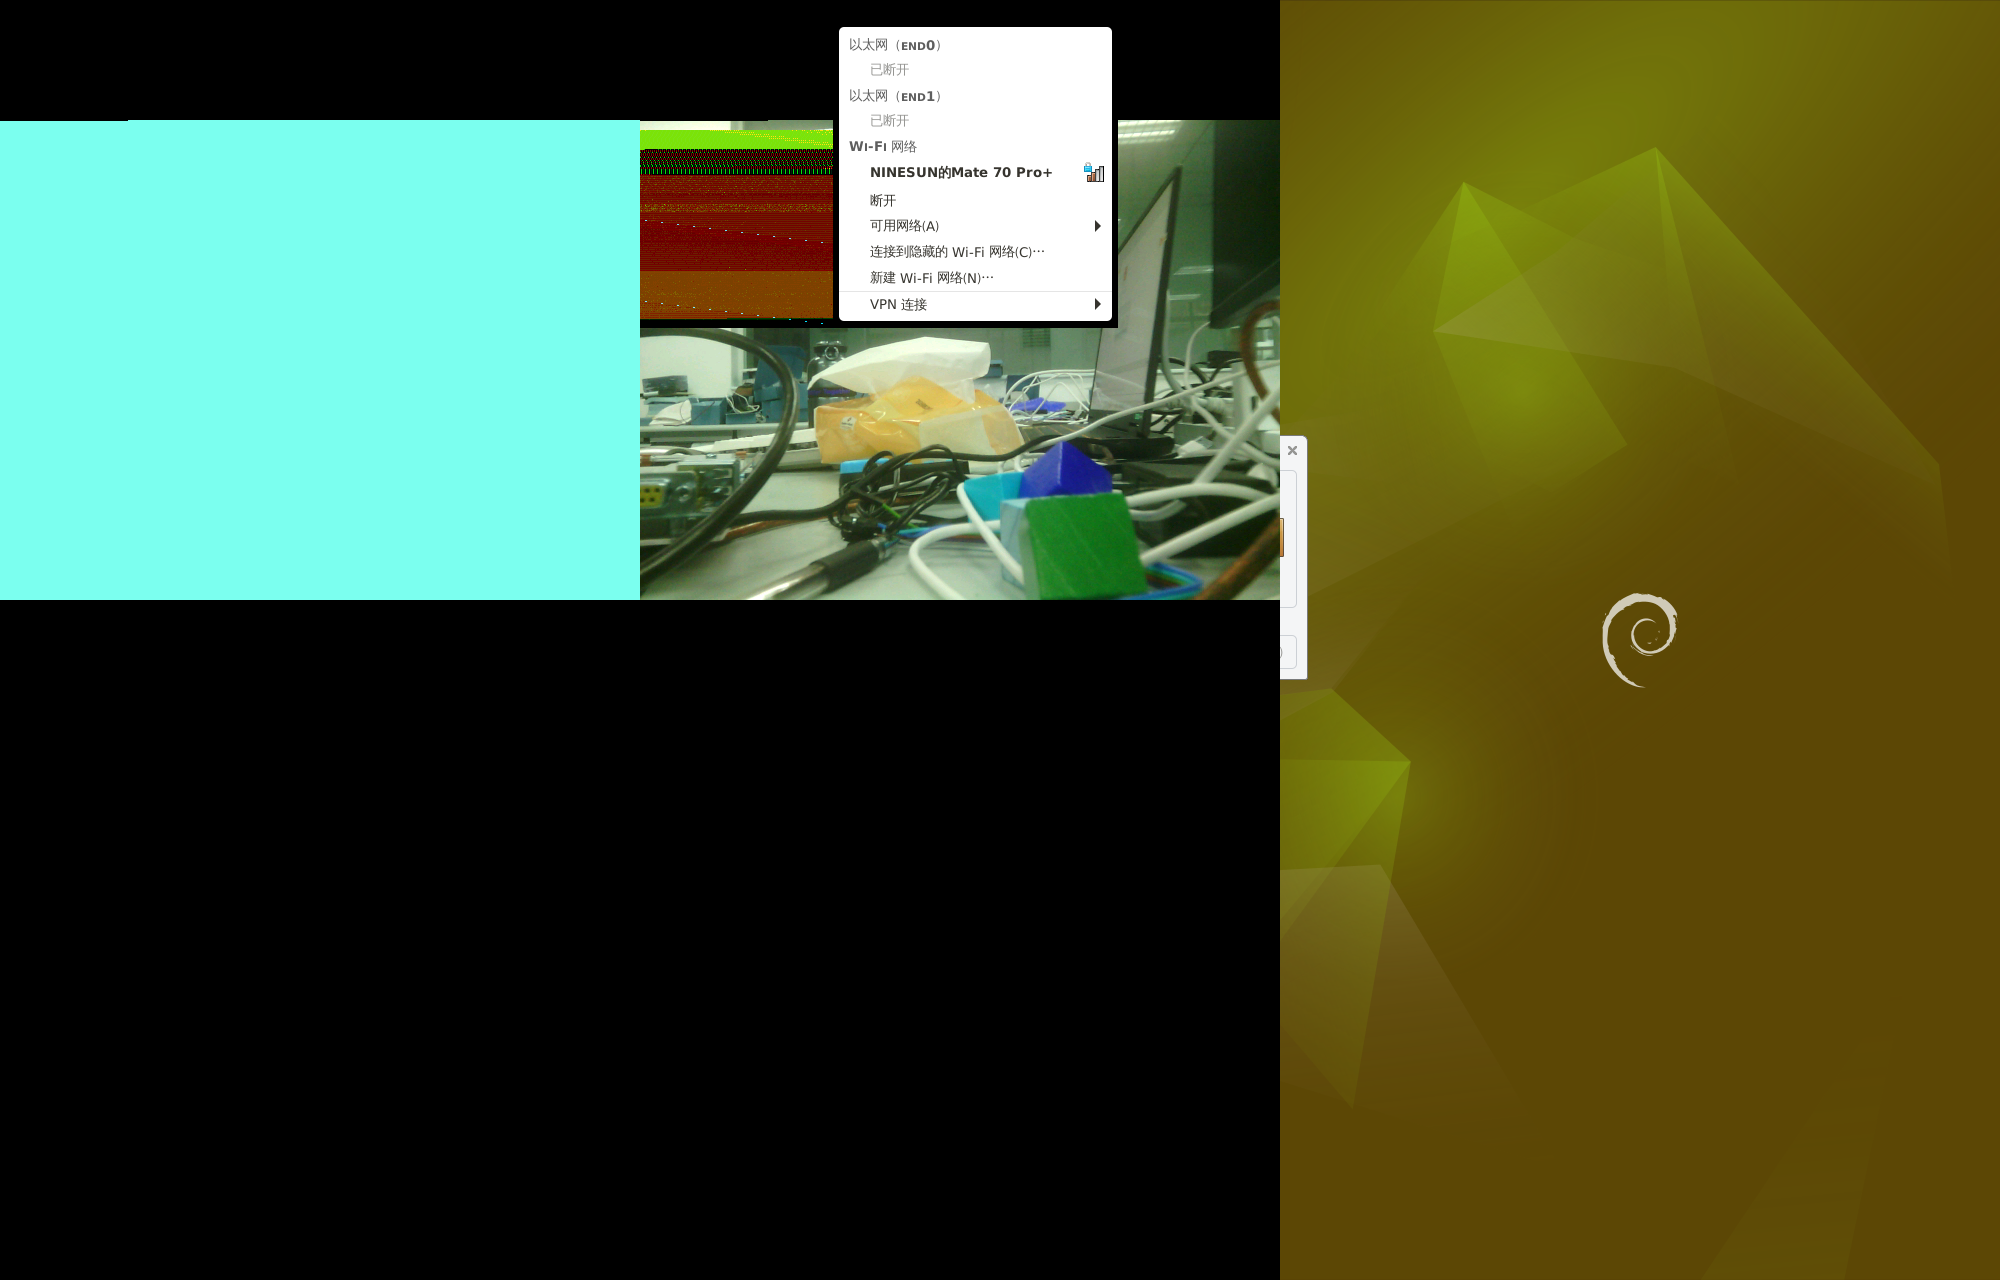 以太网（END0）
已断开
以太网（END1）
已断开
WI-FI 网络
NINESUN的Mate 70 Pro+
断开
可用网络(A)
连接到隐藏的 Wi-Fi 网络(C)…
新建 Wi-Fi 网络(N)…
VPN 连接